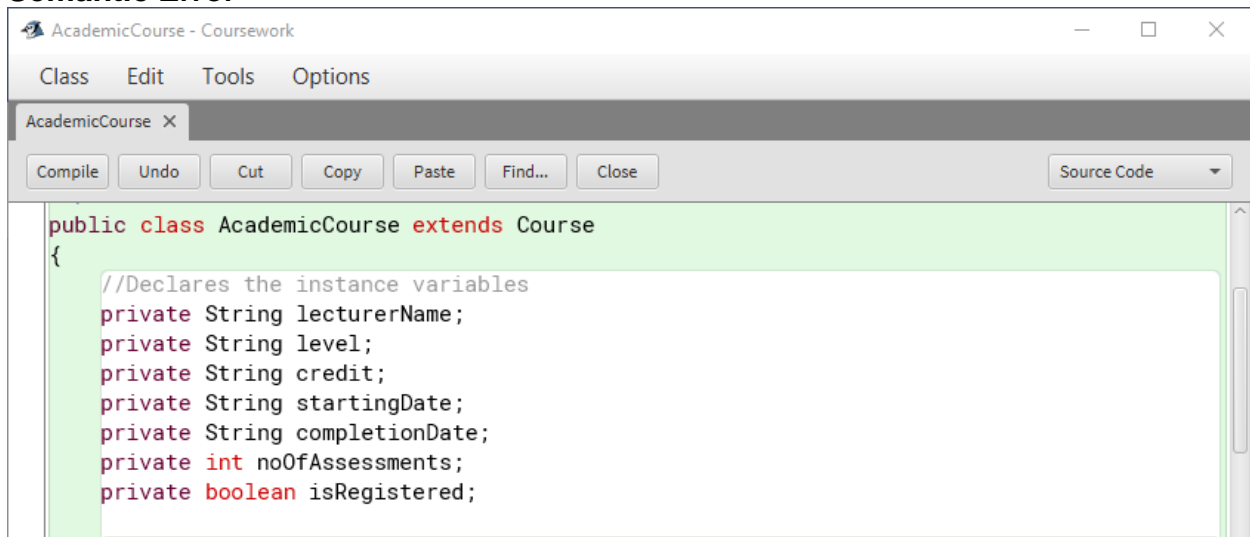 Semantic Error
AcademicCourse - Coursework
Class Edit Tools Options
AcademicCourse
Compile Undo Cut Copy Paste Find... Close Source Code
public class AcademicCourse extends Course
{
//Declares the instance variables
private String lecturerName;
private String level;
private String credit;
private String startingDate;
private String completionDate;
private int noOfAssessments;
private boolean isRegistered;